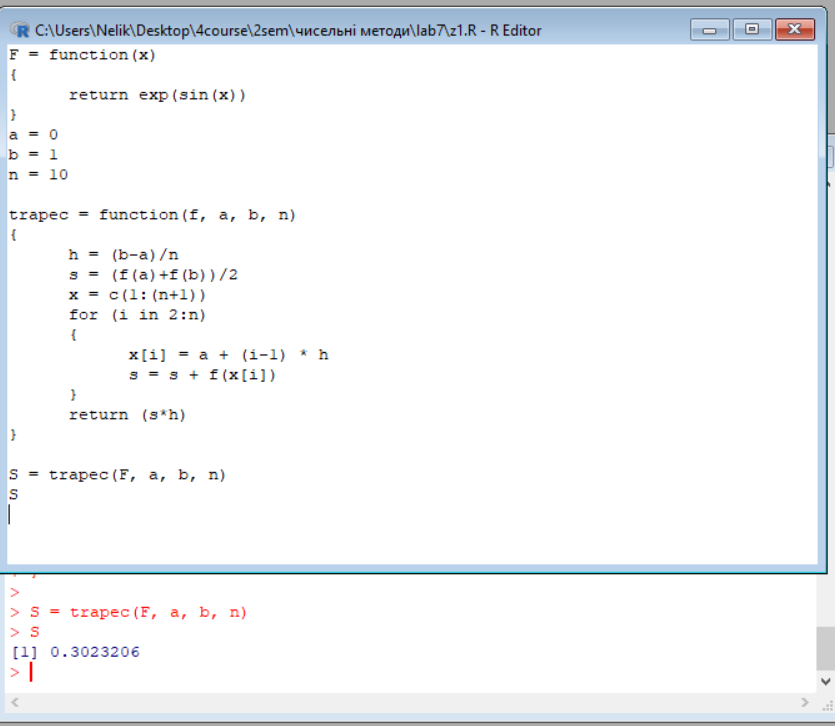 C:\Users\Nelik\Desktop\4course\2sem\чисельні методи\lab7\z1.R - R Editor
F = function(x)
{
      return exp(sin(x))
}
a = 0
b = 1
n = 10

trapec = function(f, a, b, n)
{
      h = (b-a)/n
      s = (f(a)+f(b))/2
      x = c(1:(n+1))
      for (i in 2:n)
      {
            x[i] = a + (i-1) * h
            s = s + f(x[i])
      }
      return (s*h)
}

S = trapec(F, a, b, n)
S
>
> S = trapec(F, a, b, n)
> S
[1] 0.3023206
>